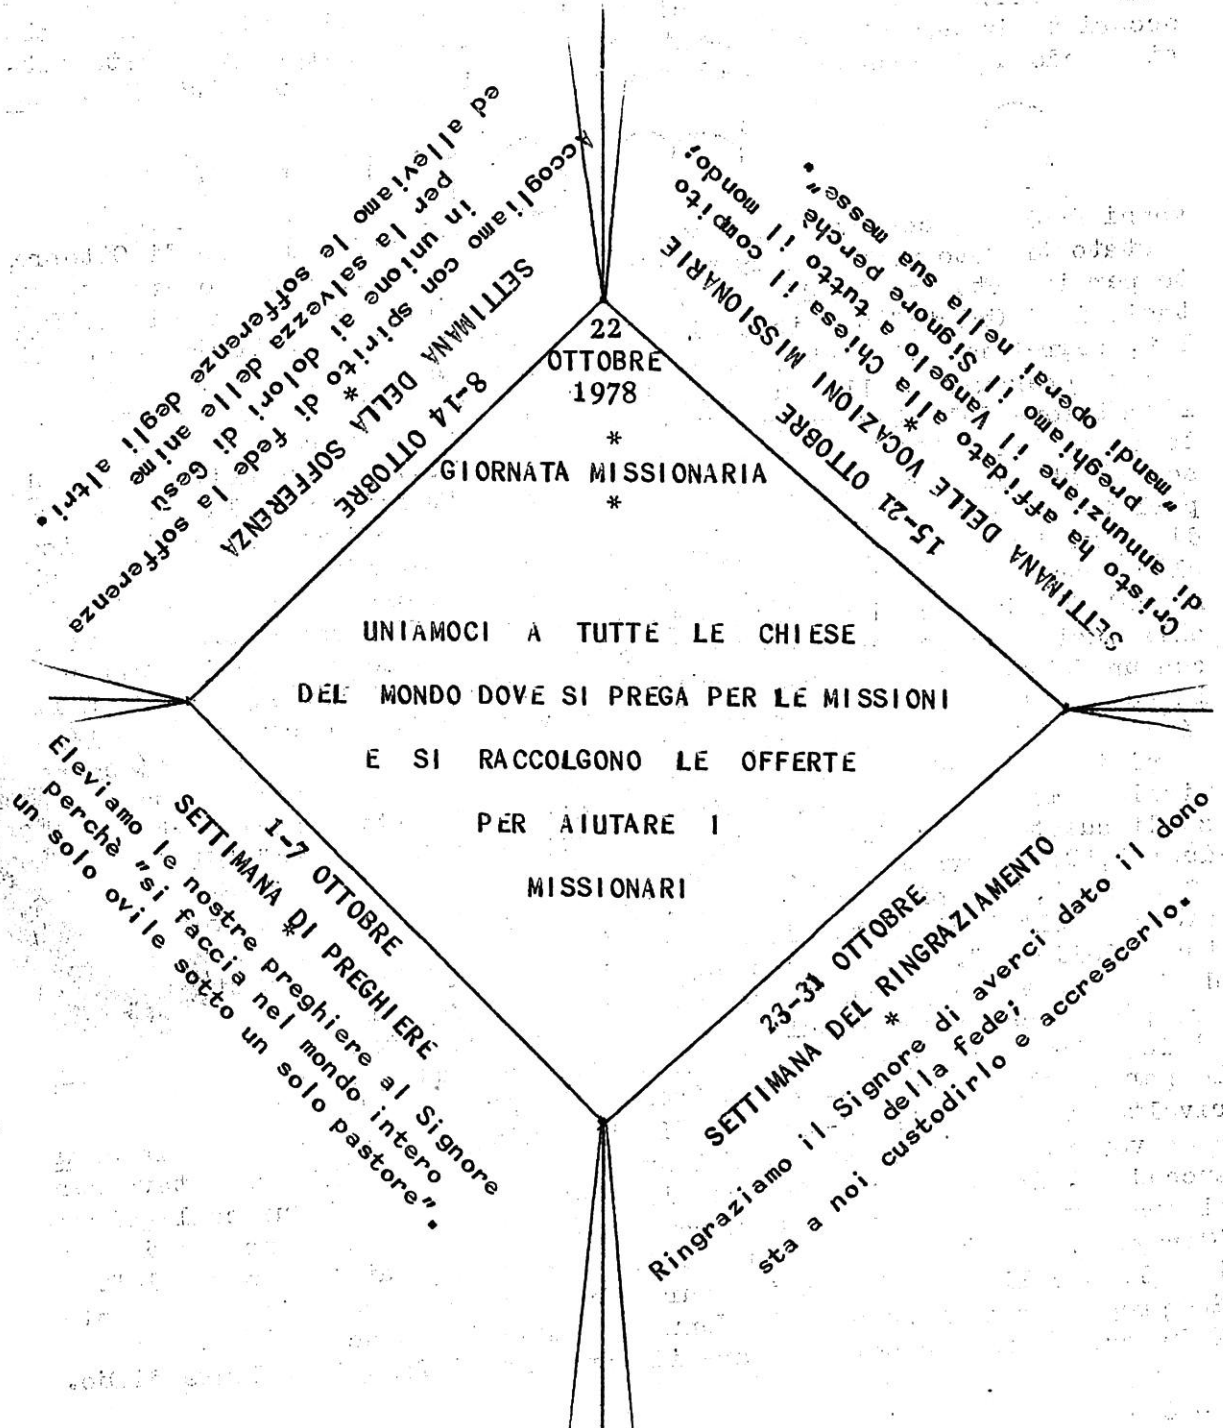 22
OTTOBRE
1978
*
GIORNATA MISSIONARIA
*
UNIAMOCI A TUTTE LE CHIESE
DEL MONDO DOVE SI PREGA PER LE MISSIONI
E SI RACCOLGONO LE OFFERTE
PER AIUTARE I
MISSIONARI
1-7 OTTOBRE
SETTIMANA DI PREGHIERE
*
Eleviamo le nostre preghiere al Signore
perchè "si faccia nel mondo intero
un solo ovile sotto un solo pastore".
8-14 OTTOBRE
SETTIMANA DELLA SOFFERENZA
*
Accogliamo con spirito di fede la sofferenza
in unione ai dolori di Gesù
per la salvezza delle anime
ed alleviamo le sofferenze degli altri.
15-21 OTTOBRE
SETTIMANA DELLE VOCAZIONI MISSIONARIE
*
Cristo ha affidato alla Chiesa il compito
di annunziare il Vangelo a tutto il mondo;
preghiamo il Signore perchè
"mandi operai nella sua messe".
23-31 OTTOBRE
SETTIMANA DEL RINGRAZIAMENTO
*
Ringraziamo il Signore di averci dato il dono
della fede;
sta a noi custodirlo e accrescerlo.